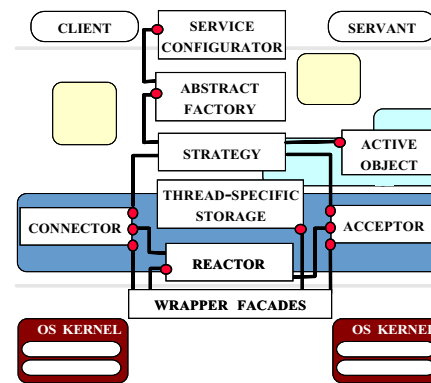 CLIENT
SERVICE
CONFIGURATOR
SERVANT
ABSTRACT
FACTORY
STRATEGY
ACTIVE
OBJECT
THREAD-SPECIFIC
STORAGE
CONNECTOR
ACCEPTOR
REACTOR
WRAPPER FACADES
OS KERNEL
OS KERNEL